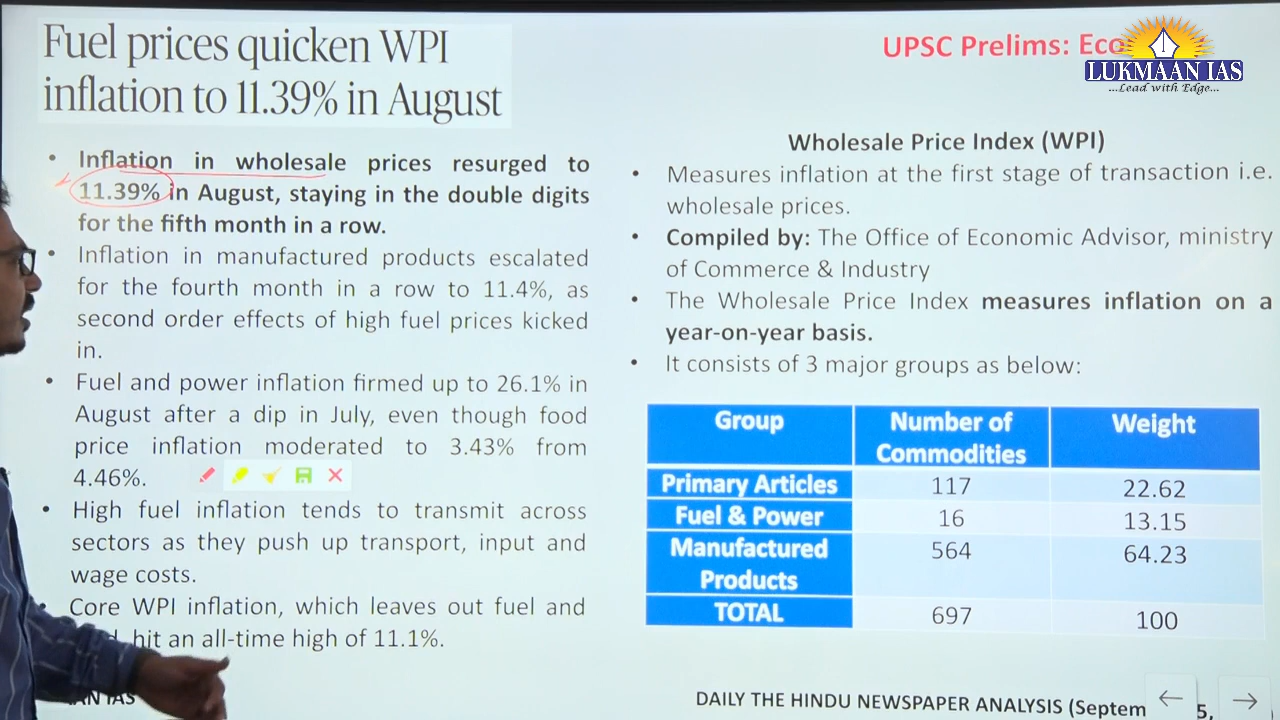 Fuel prices quicken WPI
inflation to 11.39% in August
UPSC Prelims: Eco
LUKMAAN IAS
...Lead with Edge...
• Inflation in wholesale prices resurged to
11.39% in August, staying in the double digits
for the fifth month in a row.
• Inflation in manufactured products escalated
for the fourth month in a row to 11.4%, as
second order effects of high fuel prices kicked
in.
• Fuel and power inflation firmed up to 26.1% in
August after a dip in July, even though food
price inflation moderated to 3.43% from
4.46%.
• High fuel inflation tends to transmit across
sectors as they push up transport, input and
wage costs.
Core WPI inflation, which leaves out fuel and
hit an all-time high of 11.1%.
Wholesale Price Index (WPI)
• Measures inflation at the first stage of transaction i.e.
wholesale prices.
• Compiled by: The Office of Economic Advisor, ministry
of Commerce & Industry
• The Wholesale Price Index measures inflation on a
year-on-year basis.
• It consists of 3 major groups as below:
Group Number of Commodities Weight
Primary Articles 117 22.62
Fuel & Power 16 13.15
Manufactured Products 564 64.23
TOTAL 697 100
IAS
DAILY THE HINDU NEWSPAPER ANALYSIS (Septem 5,